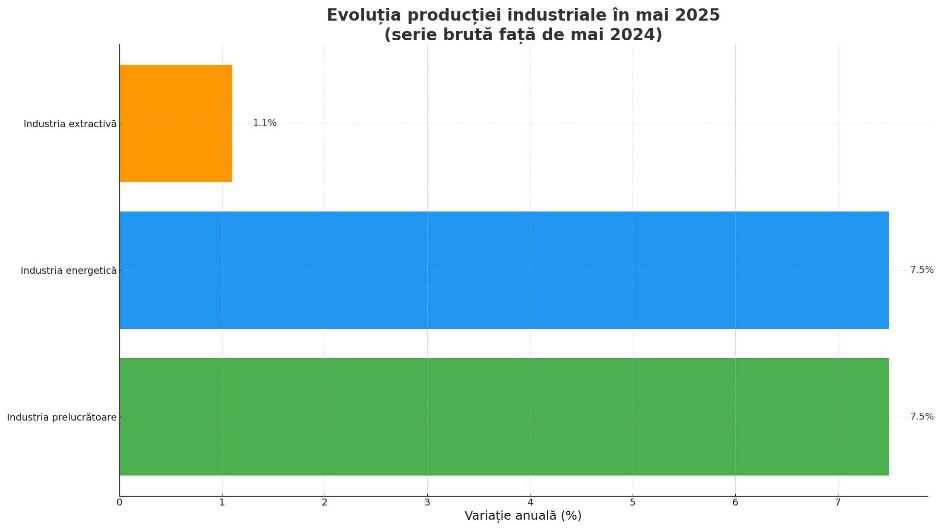 Evoluția producției industriale în mai 2025
(serie brută față de mai 2024)
Industria extractivă
1.1%
Industria energetică
7.5%
Industria prelucrătoare
7.5%
0 1 2 3 4 5 6 7
Variație anuală (%)